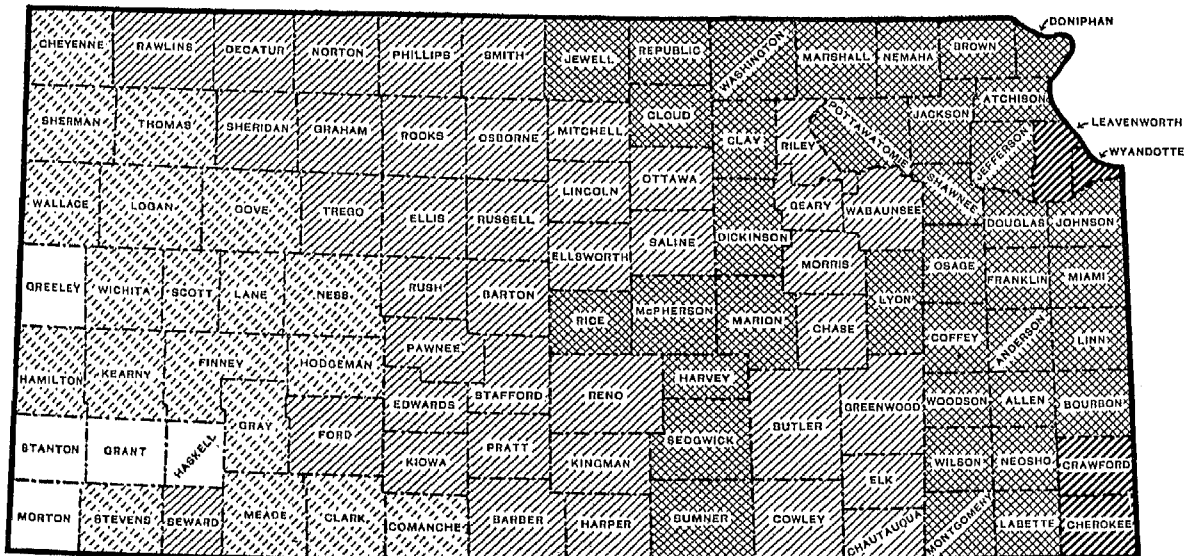 DONIPHAN
CHEYENNE RAWLINS DECATUR NORTON PHILLIPS SMITH JEWELL REPUBLIC WASHINGTON MARSHALL NEMAHA BROWN
ATCHISON
SHERMAN THOMAS SHERIDAN GRAHAM ROOKS OSBORNE MITCHELL CLOUD CLAY RILEY POTTAWATOMIE JACKSON LEAVENWORTH
JEFFERSON WYANDOTTE
WALLACE LOGAN GOVE TREGO ELLIS RUSSELL LINCOLN OTTAWA GEARY WABAUNSEE SHAWNEE
DICKINSON DOUGLAS JOHNSON
GREELEY WICHITA SCOTT LANE NESS RUSH BARTON ELLSWORTH SALINE MORRIS LYON OSAGE FRANKLIN MIAMI
RICE McPHERSON MARION CHASE COFFEY ANDERSON LINN
HAMILTON KEARNY FINNEY HODGEMAN PAWNEE
EDWARDS STAFFORD RENO HARVEY BUTLER GREENWOOD WOODSON ALLEN BOURBON
STANTON GRANT HASKELL GRAY FORD KIOWA PRATT KINGMAN SEDGWICK ELK WILSON NEOSHO CRAWFORD
MORTON STEVENS SEWARD MEADE CLARK COMANCHE BARBER HARPER SUMNER COWLEY CHAUTAUQUA MONTGOMERY LABETTE CHEROKEE